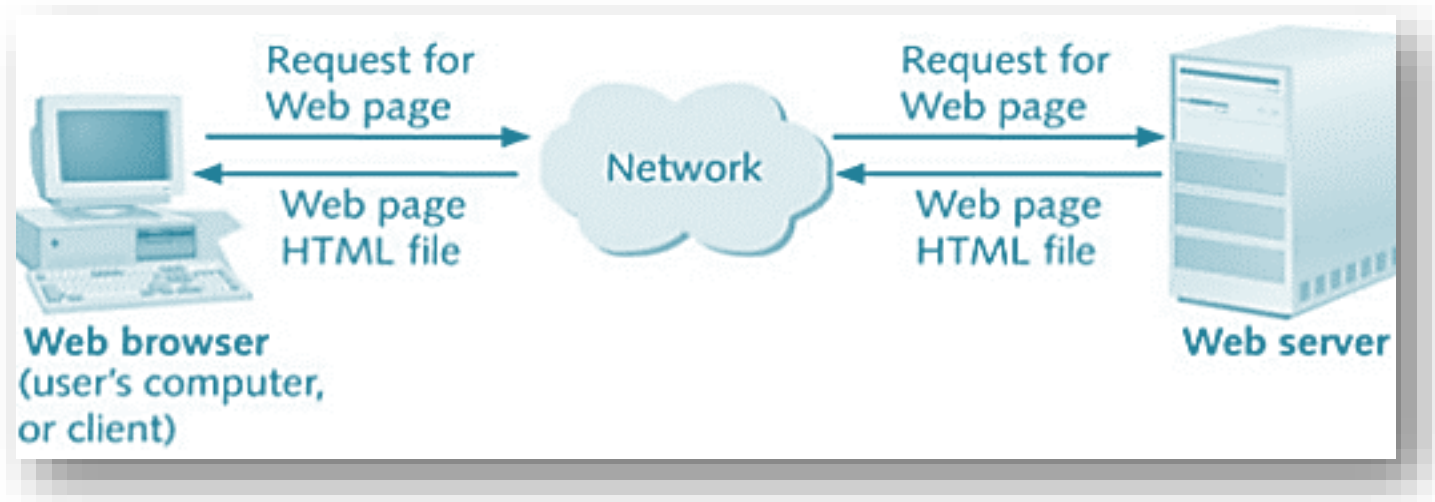 Request for
Web page
Request for
Web page
Network
Web page
HTML file
Web page
HTML file
Web browser
(user's computer,
or client)
Web server